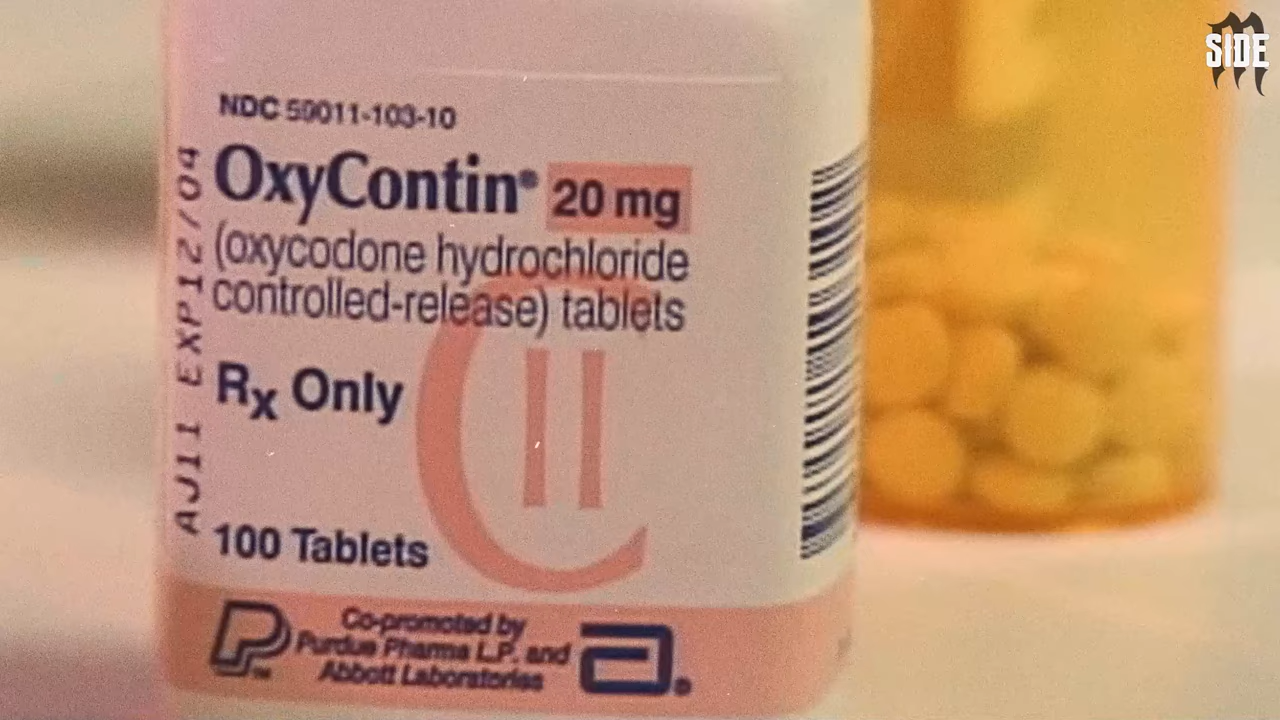 NDC 59011-103-10
OxyContin® 20 mg
(oxycodone hydrochloride
controlled-release) tablets
Rx Only
CII
100 Tablets
AJ11 EXP12/04
Co-promoted by
Purdue Pharma L.P. and
Abbott Laboratories
SIDE